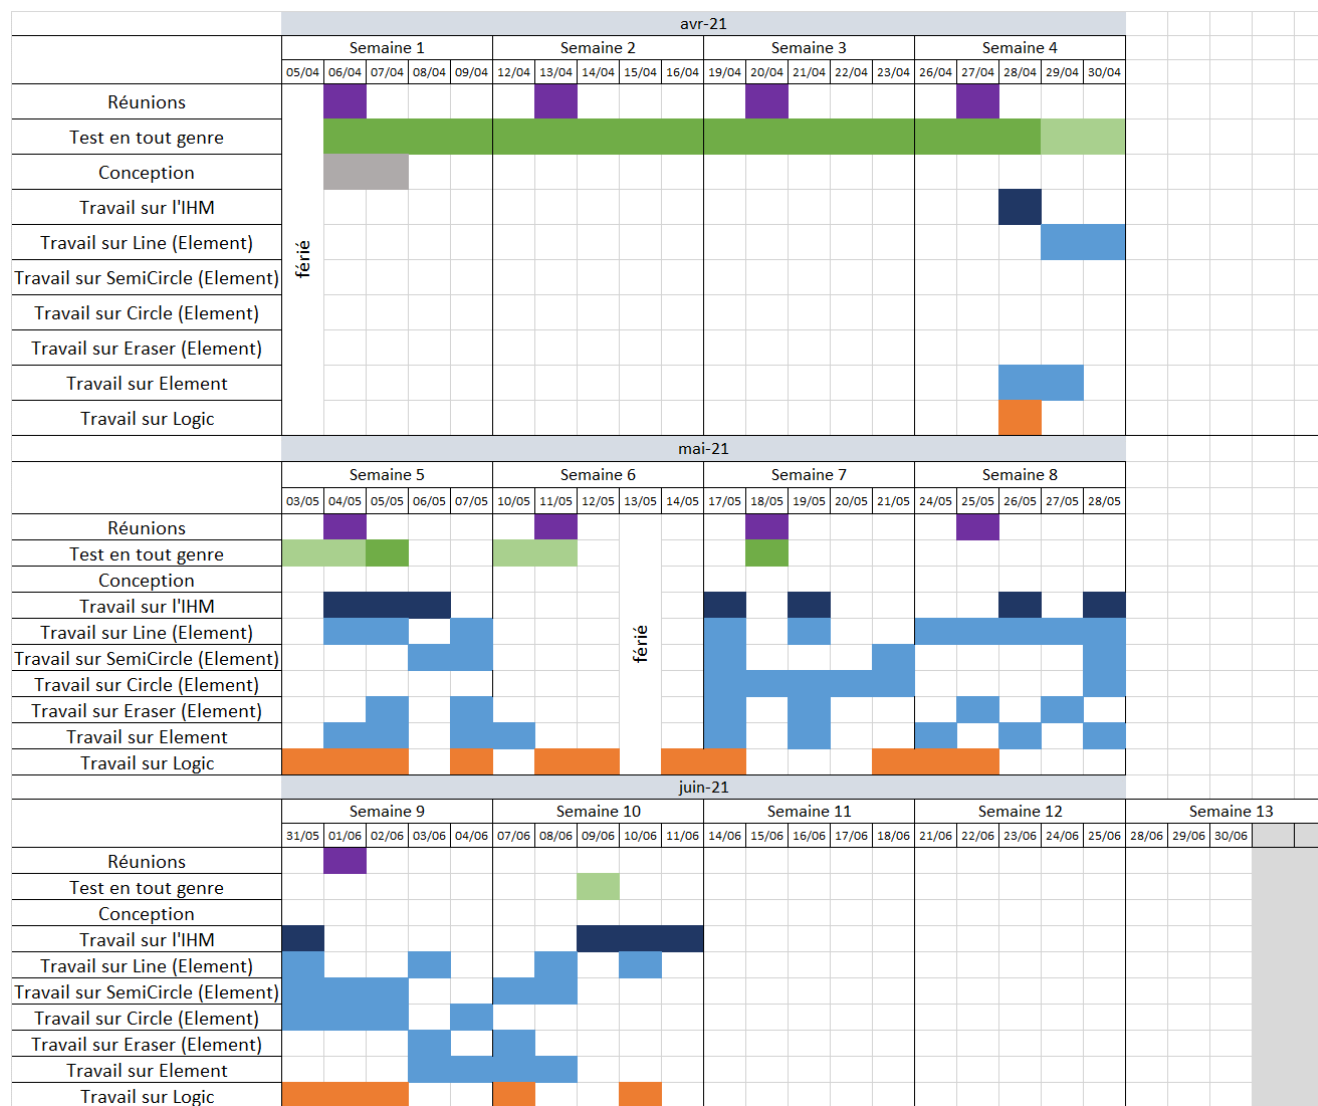 avr-21
Semaine 1 Semaine 2 Semaine 3 Semaine 4
05/04 06/04 07/04 08/04 09/04 12/04 13/04 14/04 15/04 16/04 19/04 20/04 21/04 22/04 23/04 26/04 27/04 28/04 29/04 30/04
Réunions
Test en tout genre
Conception
Travail sur l'IHM
Travail sur Line (Element)
férié
Travail sur SemiCircle (Element)
Travail sur Circle (Element)
Travail sur Eraser (Element)
Travail sur Element
Travail sur Logic
mai-21
Semaine 5 Semaine 6 Semaine 7 Semaine 8
03/05 04/05 05/05 06/05 07/05 10/05 11/05 12/05 13/05 14/05 17/05 18/05 19/05 20/05 21/05 24/05 25/05 26/05 27/05 28/05
Réunions
Test en tout genre
Conception
Travail sur l'IHM
Travail sur Line (Element)
férié
Travail sur SemiCircle (Element)
Travail sur Circle (Element)
Travail sur Eraser (Element)
Travail sur Element
Travail sur Logic
juin-21
Semaine 9 Semaine 10 Semaine 11 Semaine 12 Semaine 13
31/05 01/06 02/06 03/06 04/06 07/06 08/06 09/06 10/06 11/06 14/06 15/06 16/06 17/06 18/06 21/06 22/06 23/06 24/06 25/06 28/06 29/06 30/06
Réunions
Test en tout genre
Conception
Travail sur l'IHM
Travail sur Line (Element)
Travail sur SemiCircle (Element)
Travail sur Circle (Element)
Travail sur Eraser (Element)
Travail sur Element
Travail sur Logic